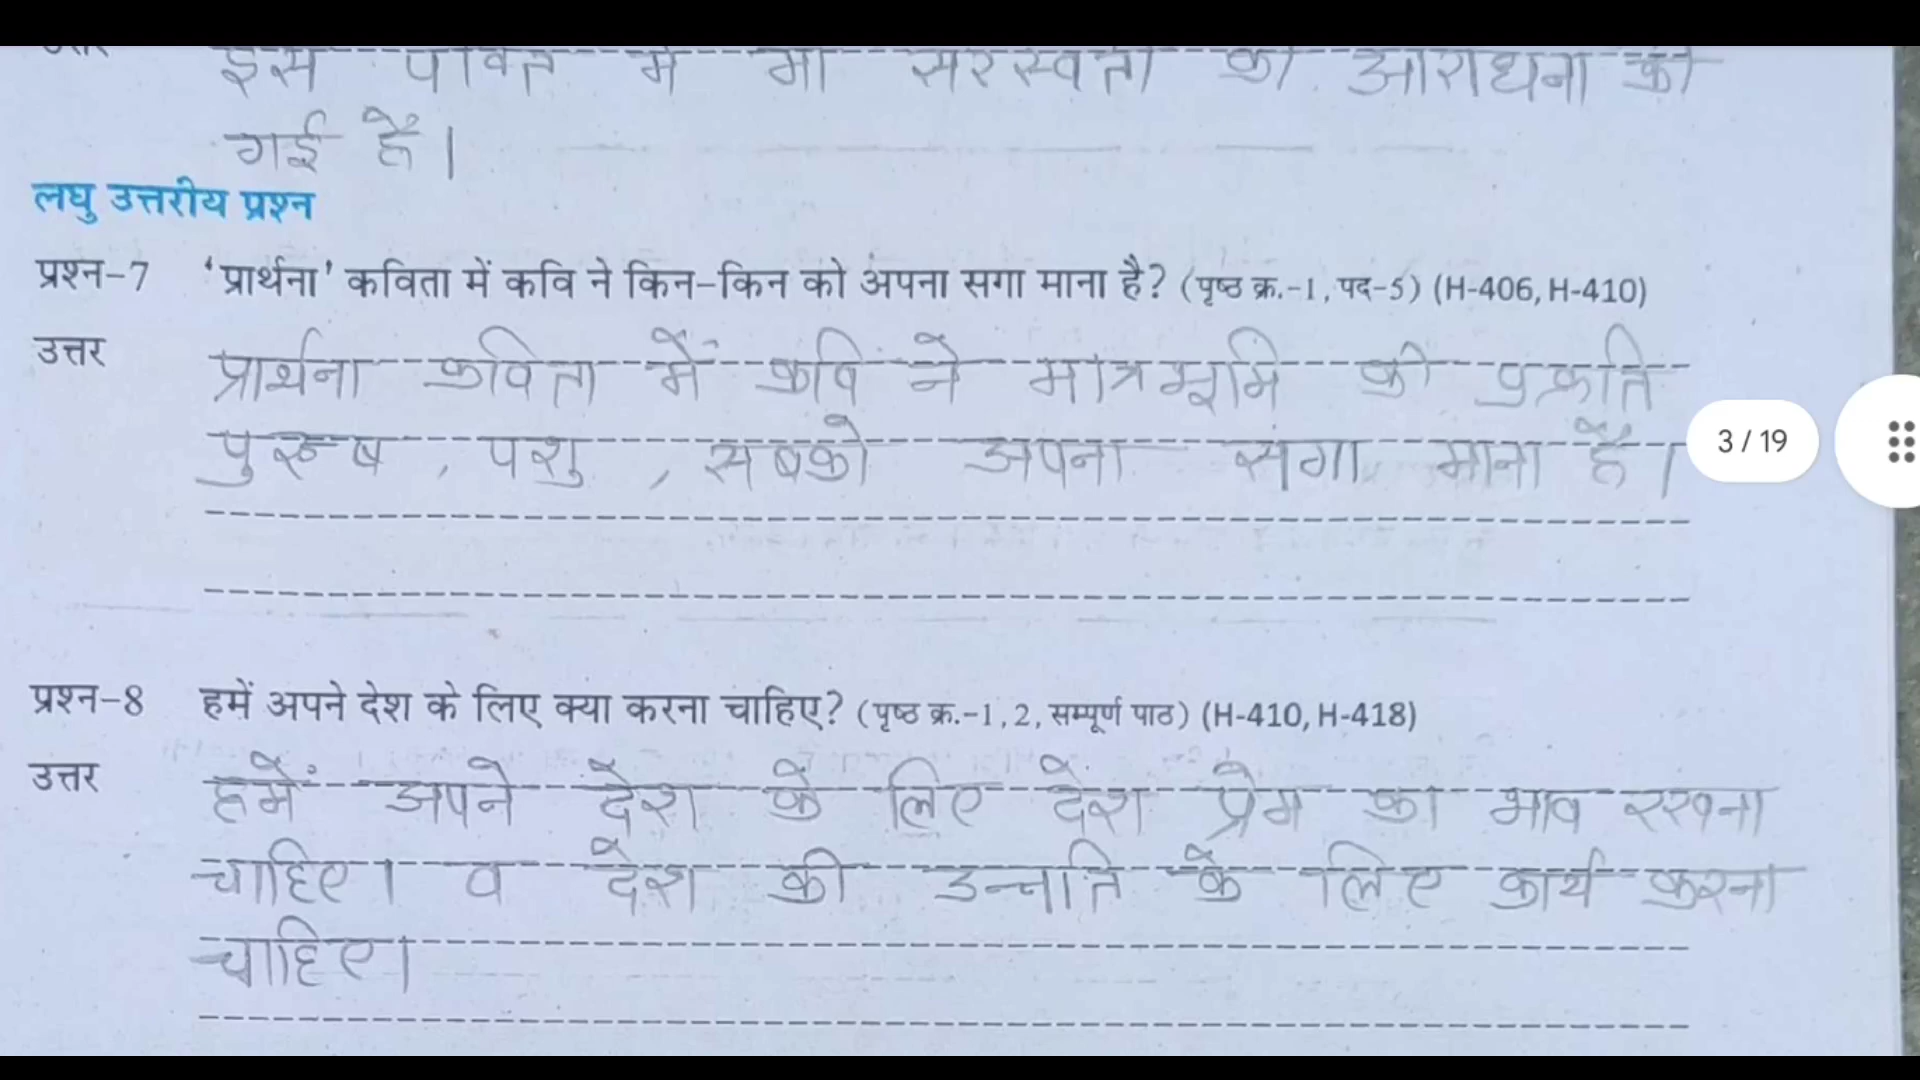 इस पंक्ति में माँ सरस्वती की आराधना की
गई है।
लघु उत्तरीय प्रश्न
प्रश्न-7 ‘प्रार्थना’ कविता में कवि ने किन-किन को अपना सगा माना है? (पृष्ठ क्र.-1, पद-5) (H-406, H-410)
उत्तर प्रार्थना कविता में कवि ने मात्रभूमि की प्रक्रति
पुरूष, पशु, सबको अपना सगा माना है।
3 / 19
प्रश्न-8 हमें अपने देश के लिए क्या करना चाहिए? (पृष्ठ क्र.-1, 2, सम्पूर्ण पाठ) (H-410, H-418)
उत्तर हमें अपने देश के लिए देश प्रेम का भाव रखना
चाहिए। व देश की उन्नति के लिए कार्य करना
चाहिए।